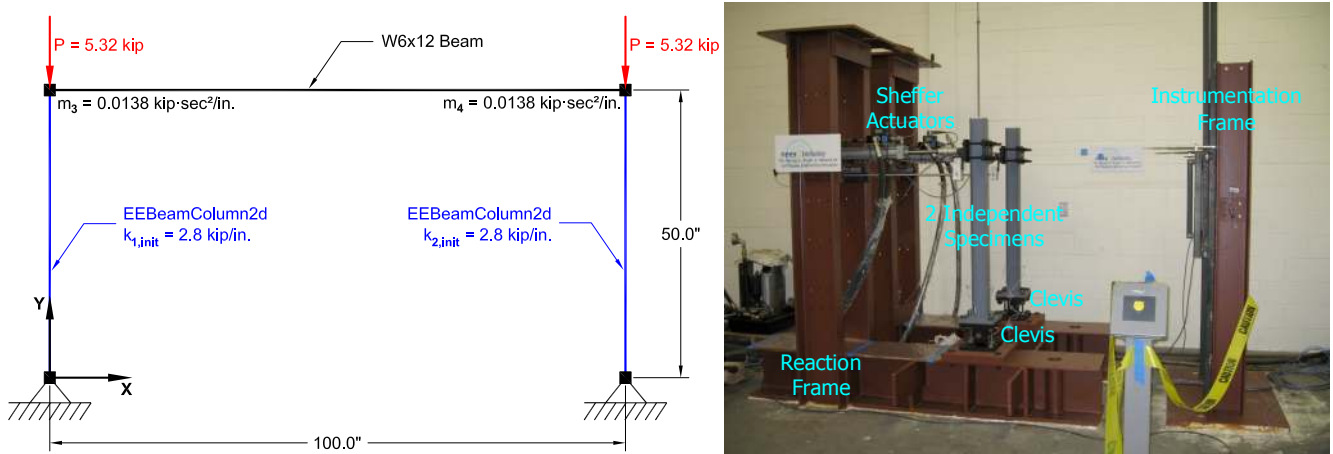 P = 5.32 kip
W6x12 Beam
P = 5.32 kip
m3 = 0.0138 kip·sec²/in.
m4 = 0.0138 kip·sec²/in.
EEBeamColumn2d
k1,init = 2.8 kip/in.
EEBeamColumn2d
k2,init = 2.8 kip/in.
50.0"
Y
X
100.0"
Sheffer
Actuators
Instrumentation
Frame
2 Independent
Specimens
Clevis
Clevis
Reaction
Frame
CAUTION
CAUTION